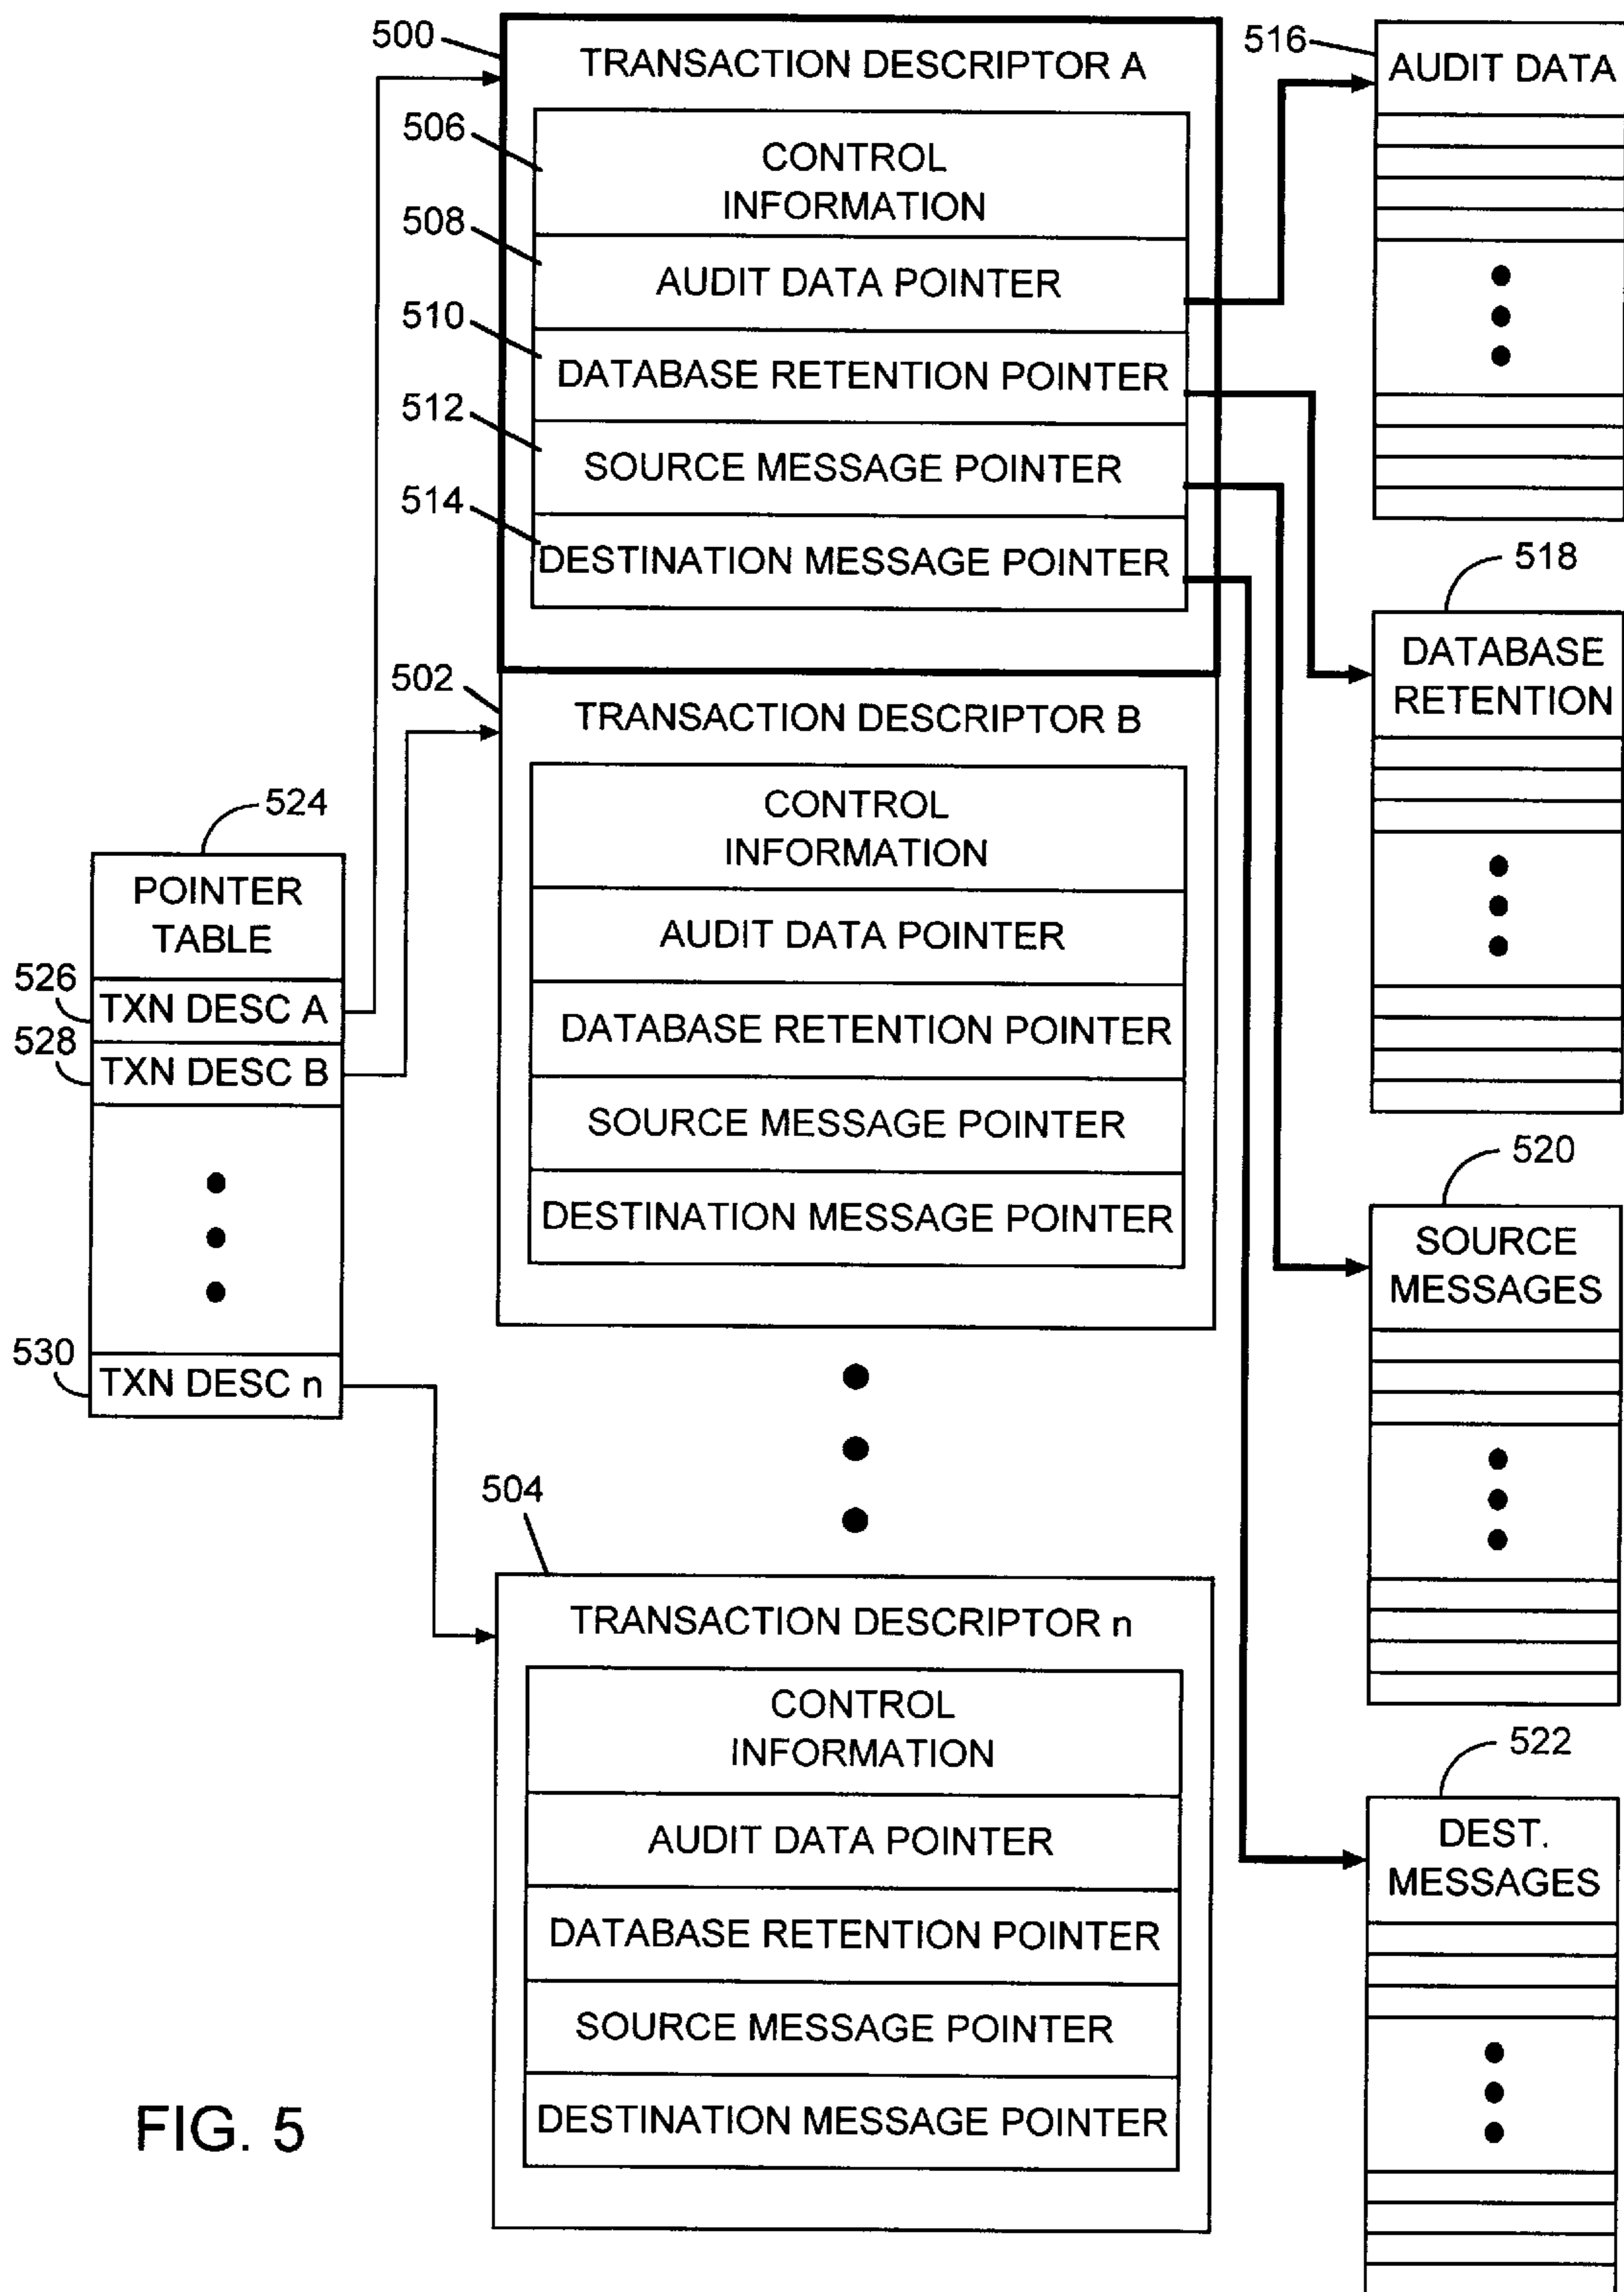 500
TRANSACTION DESCRIPTOR A
506
CONTROL
INFORMATION
508
AUDIT DATA POINTER
510
DATABASE RETENTION POINTER
512
SOURCE MESSAGE POINTER
514
DESTINATION MESSAGE POINTER
502
TRANSACTION DESCRIPTOR B
CONTROL
INFORMATION
AUDIT DATA POINTER
DATABASE RETENTION POINTER
SOURCE MESSAGE POINTER
DESTINATION MESSAGE POINTER
504
TRANSACTION DESCRIPTOR n
CONTROL
INFORMATION
AUDIT DATA POINTER
DATABASE RETENTION POINTER
SOURCE MESSAGE POINTER
DESTINATION MESSAGE POINTER
524
POINTER
TABLE
526
TXN DESC A
528
TXN DESC B
530
TXN DESC n
516
AUDIT DATA
518
DATABASE
RETENTION
520
SOURCE
MESSAGES
522
DEST.
MESSAGES
FIG. 5